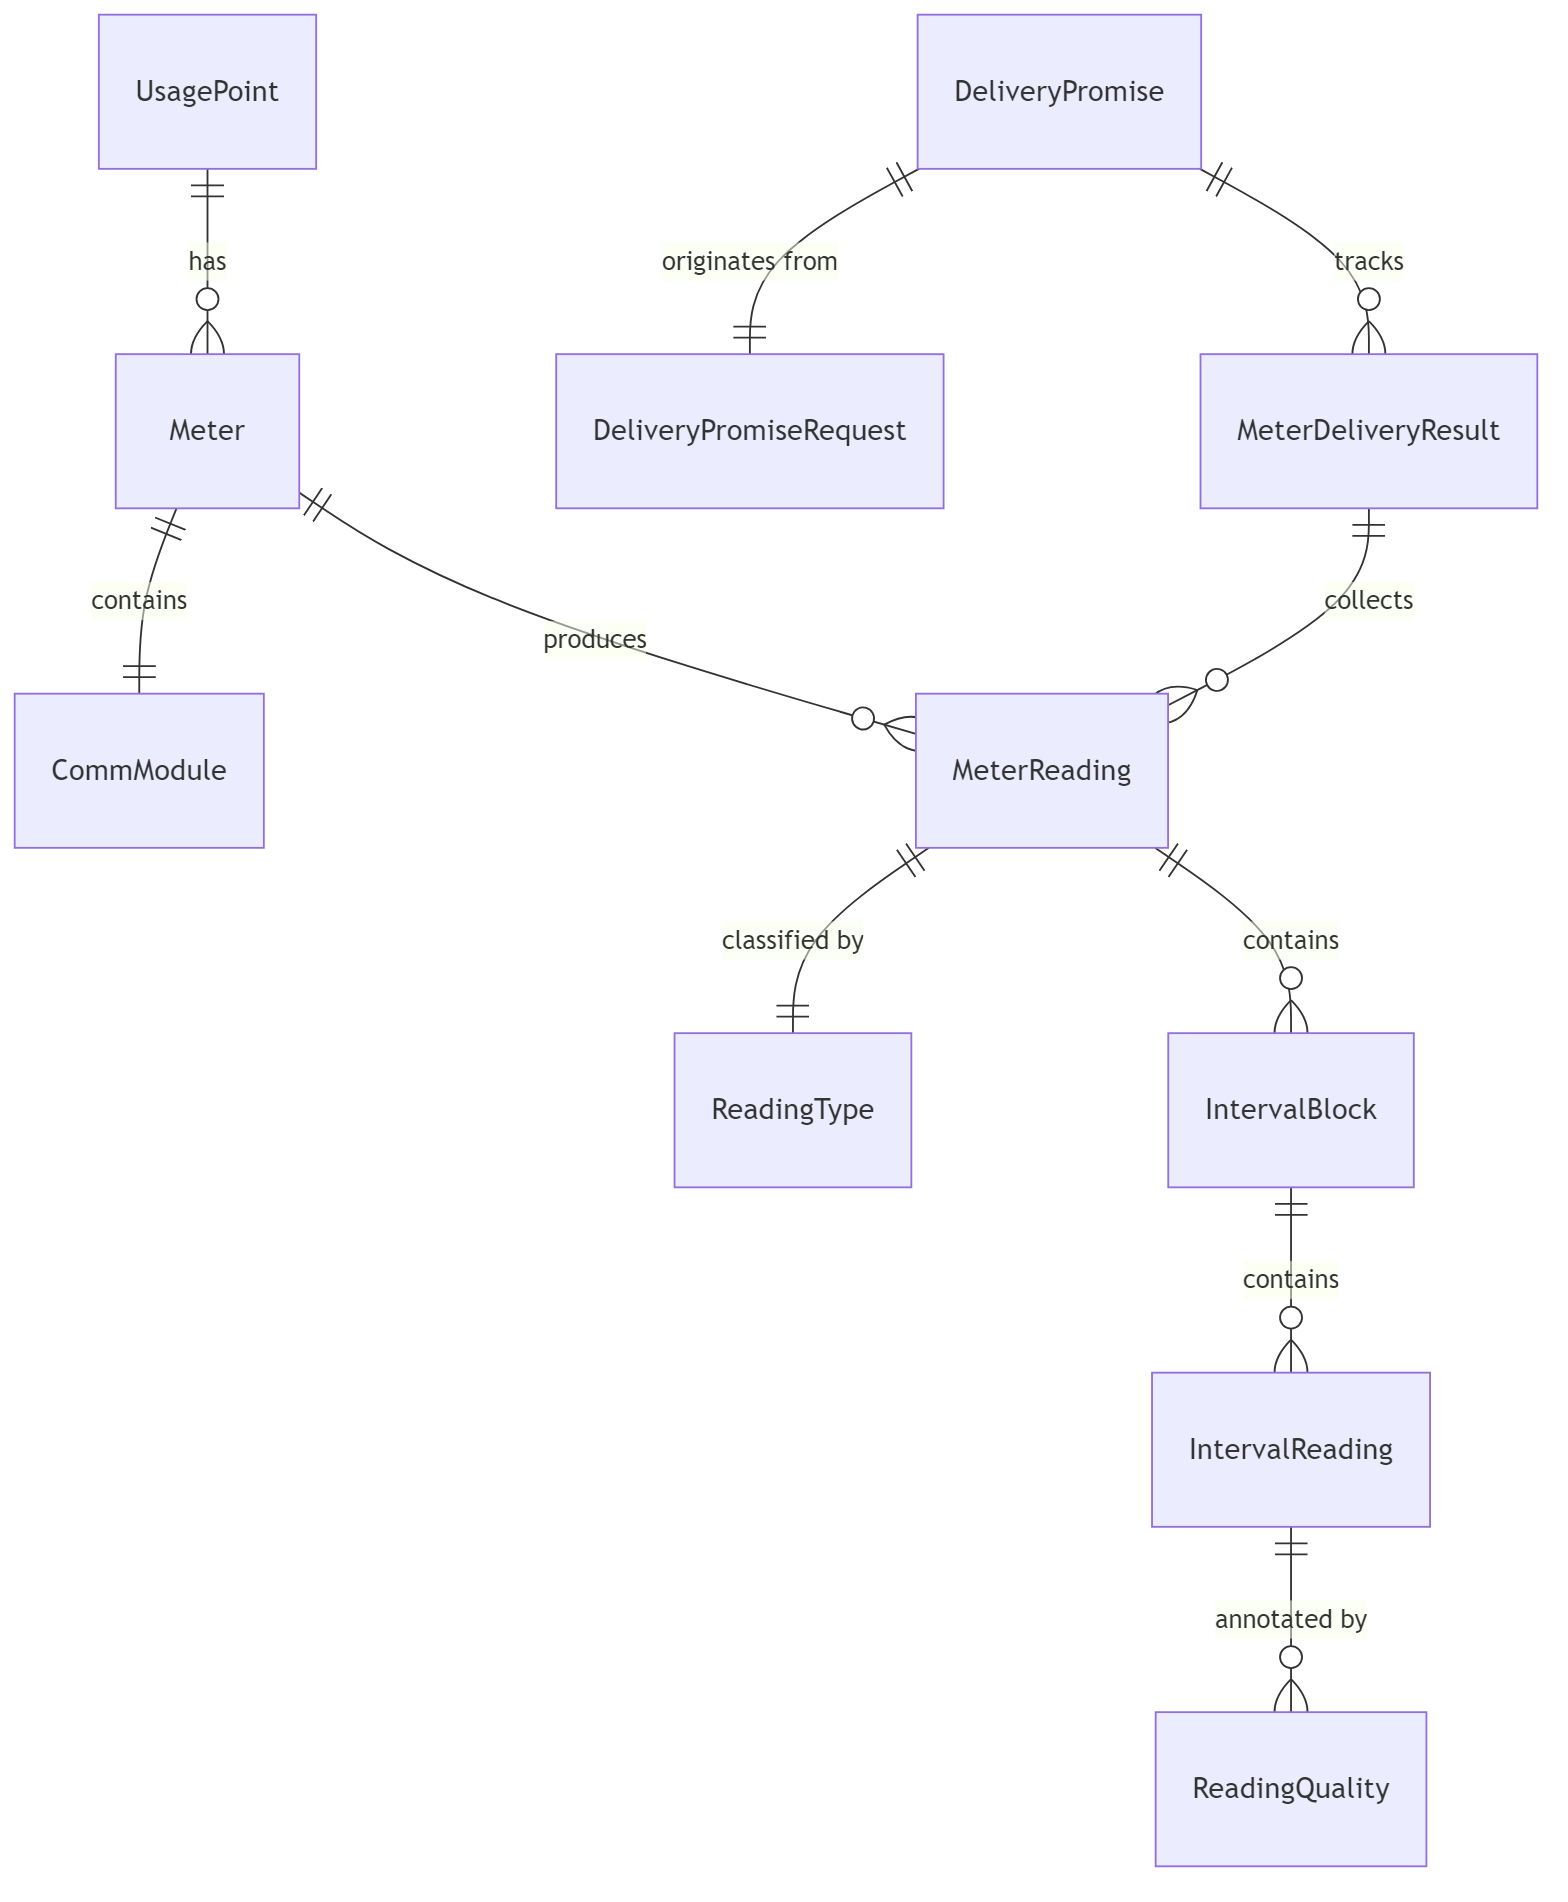 UsagePoint
DeliveryPromise
has
originates from
tracks
Meter
DeliveryPromiseRequest
MeterDeliveryResult
contains
produces
collects
CommModule
MeterReading
classified by
contains
ReadingType
IntervalBlock
contains
IntervalReading
annotated by
ReadingQuality